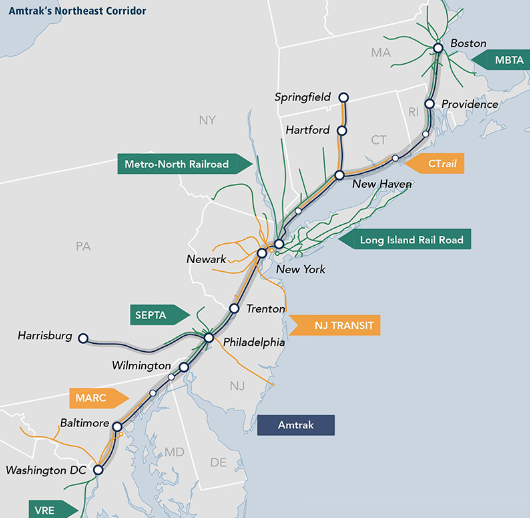 Amtrak's Northeast Corridor
Boston
MA
MBTA
Springfield
Providence
RI
Hartford
NY
CT
Metro-North Railroad
CTrail
New Haven
Long Island Rail Road
PA
Newark
New York
SEPTA
Trenton
NJ TRANSIT
Harrisburg
Philadelphia
Wilmington
NJ
MARC
Baltimore
Amtrak
MD
DE
Washington DC
VRE